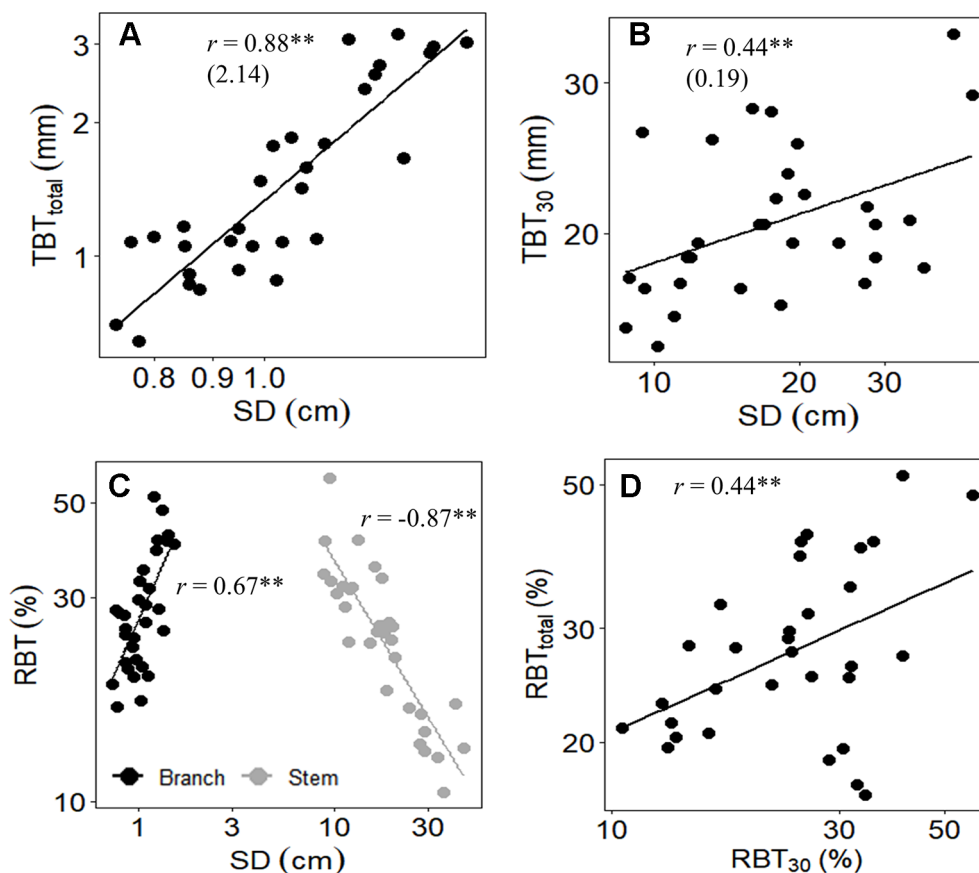 A
r = 0.88**
(2.14)
3
2
1
TBTtotal (mm)
0.8 0.9 1.0
SD (cm)
B
r = 0.44**
(0.19)
30
20
TBT30 (mm)
10 20 30
SD (cm)
C
r = -0.87**
r = 0.67**
50
30
10
RBT (%)
Branch Stem
1 3 10 30
SD (cm)
D
r = 0.44**
50
30
20
RBTtotal (%)
10 30 50
RBT30 (%)